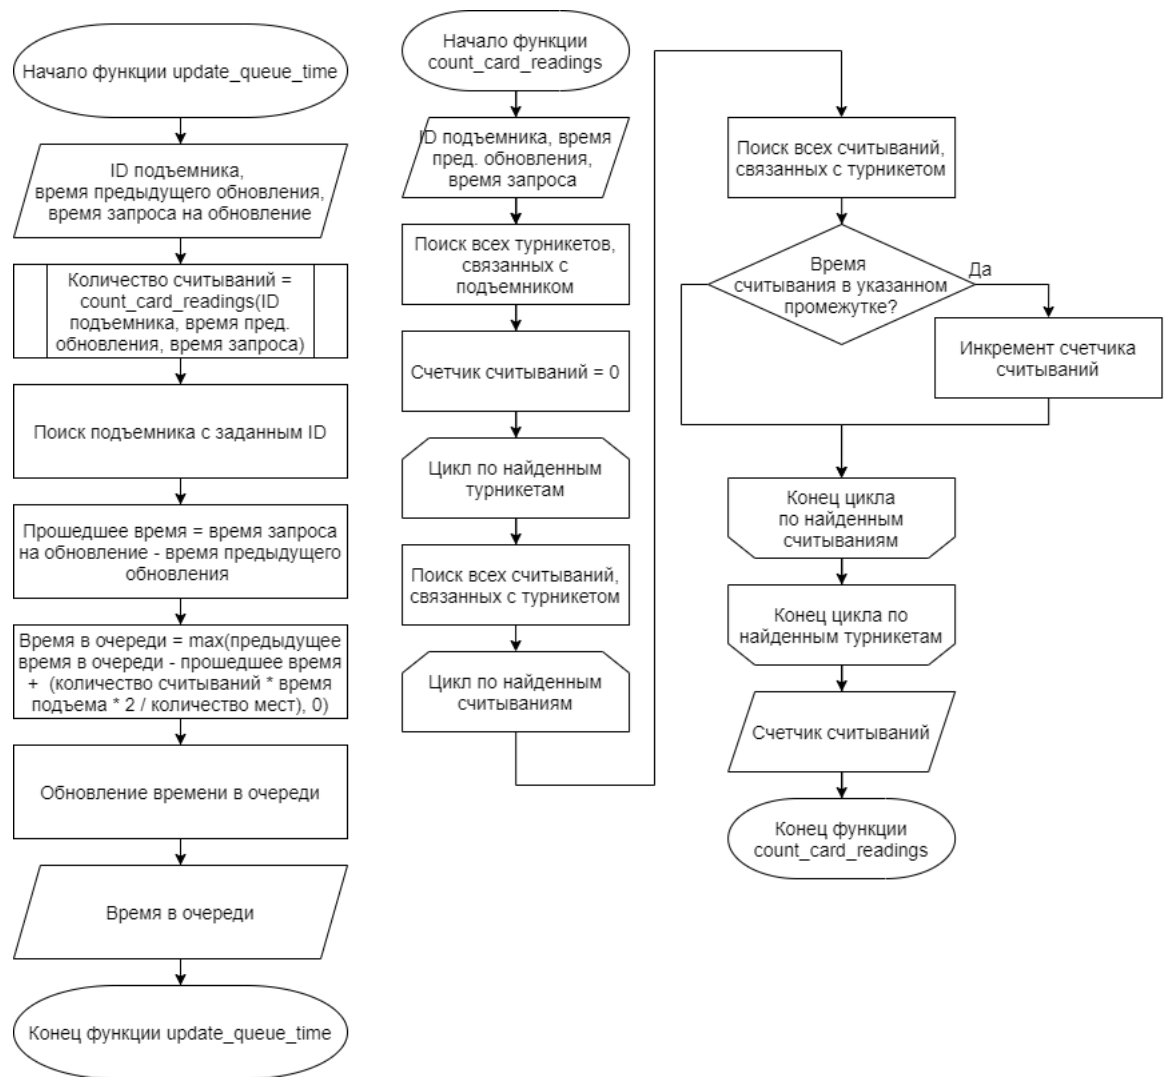 Начало функции update_queue_time
ID подъемника,
время предыдущего обновления,
время запроса на обновление
Количество считываний =
count_card_readings(ID
подъемника, время пред.
обновления, время запроса)
Поиск подъемника с заданным ID
Прошедшее время = время запроса
на обновление - время предыдущего
обновления
Время в очереди = max(предыдущее
время в очереди - прошедшее время
+ (количество считываний * время
подъема * 2 / количество мест), 0)
Обновление времени в очереди
Время в очереди
Конец функции update_queue_time
Начало функции
count_card_readings
ID подъемника, время
пред. обновления,
время запроса
Поиск всех турникетов,
связанных с
подъемником
Счетчик считываний = 0
Цикл по найденным
турникетам
Поиск всех считываний,
связанных с турникетом
Цикл по найденным
считываниям
Поиск всех считываний,
связанных с турникетом
Время
считывания в указанном
промежутке?
Да
Инкремент счетчика
считываний
Конец цикла
по найденным
считываниям
Конец цикла по
найденным турникетам
Счетчик считываний
Конец функции
count_card_readings